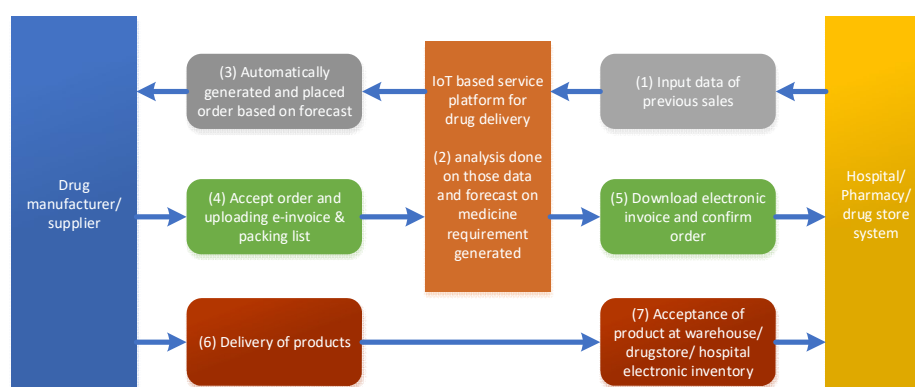 Drug
manufacturer/
supplier
(3) Automatically
generated and placed
order based on forecast
(4) Accept order and
uploading e-invoice &
packing list
(6) Delivery of products
IoT based service
platform for
drug delivery
(2) analysis done
on those data
and forecast on
medicine
requirement
generated
(1) Input data of
previous sales
(5) Download electronic
invoice and confirm
order
(7) Acceptance of
product at warehouse/
drugstore/ hospital
electronic inventory
Hospital/
Pharmacy/
drug store
system